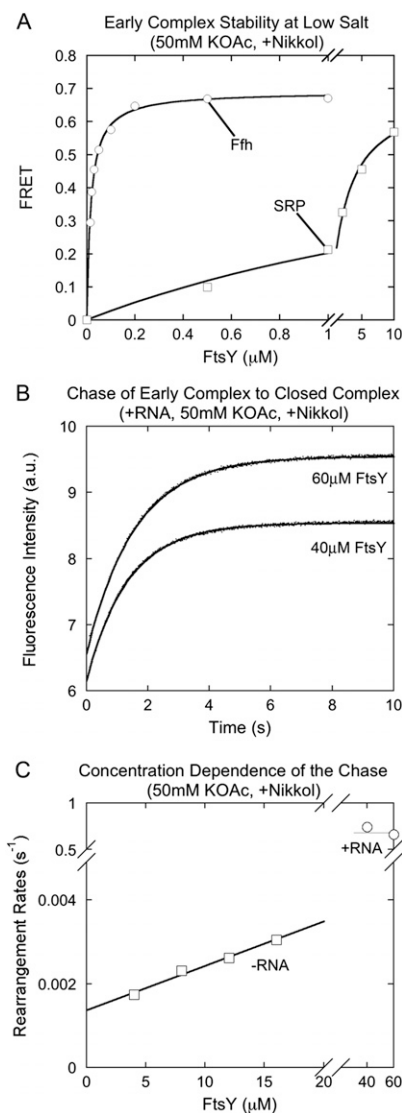 A
Early Complex Stability at Low Salt
(50mM KOAc, +Nikkol)
0.8
0.7
0.6
0.5
0.4
0.3
0.2
0.1
0
FRET
Ffh
SRP
0 0.2 0.4 0.6 0.8 1 5 10
FtsY (μM)
B
Chase of Early Complex to Closed Complex
(+RNA, 50mM KOAc, +Nikkol)
10
9
8
7
6
Fluorescence Intensity (a.u.)
60μM FtsY
40μM FtsY
0 2 4 6 8 10
Time (s)
C
Concentration Dependence of the Chase
(50mM KOAc, +Nikkol)
1
0.5
0.004
0.002
0
Rearrangement Rates (s⁻¹)
+RNA
-RNA
0 5 10 15 20 40 60
FtsY (μM)